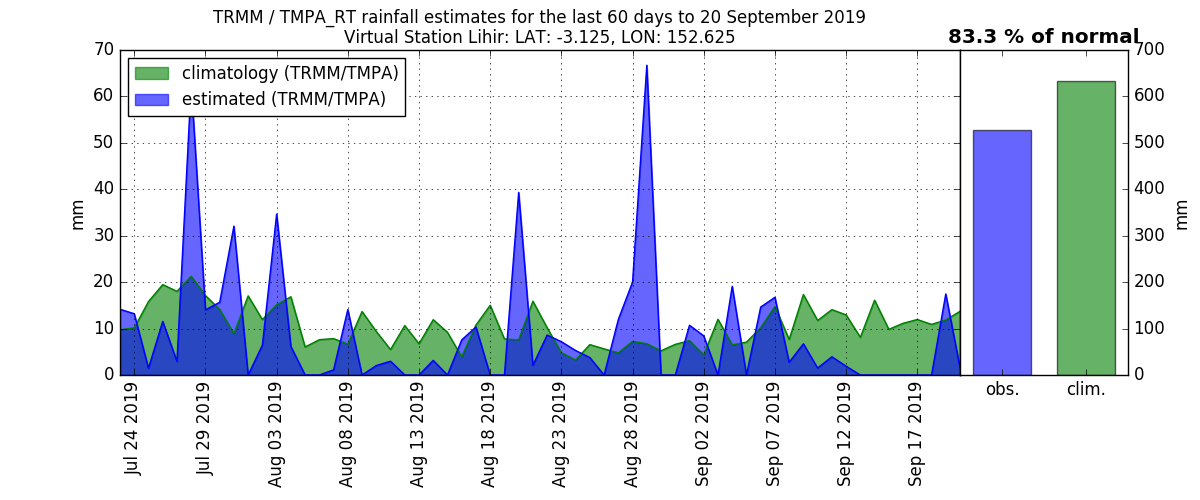 TRMM / TMPA_RT rainfall estimates for the last 60 days to 20 September 2019
Virtual Station Lihir: LAT: -3.125, LON: 152.625
83.3 % of normal
climatology (TRMM/TMPA)
estimated (TRMM/TMPA)
70
60
50
40
30
20
10
0
mm
Jul 24 2019
Jul 29 2019
Aug 03 2019
Aug 08 2019
Aug 13 2019
Aug 18 2019
Aug 23 2019
Aug 28 2019
Sep 02 2019
Sep 07 2019
Sep 12 2019
Sep 17 2019
obs.
clim.
700
600
500
400
300
200
100
0
mm